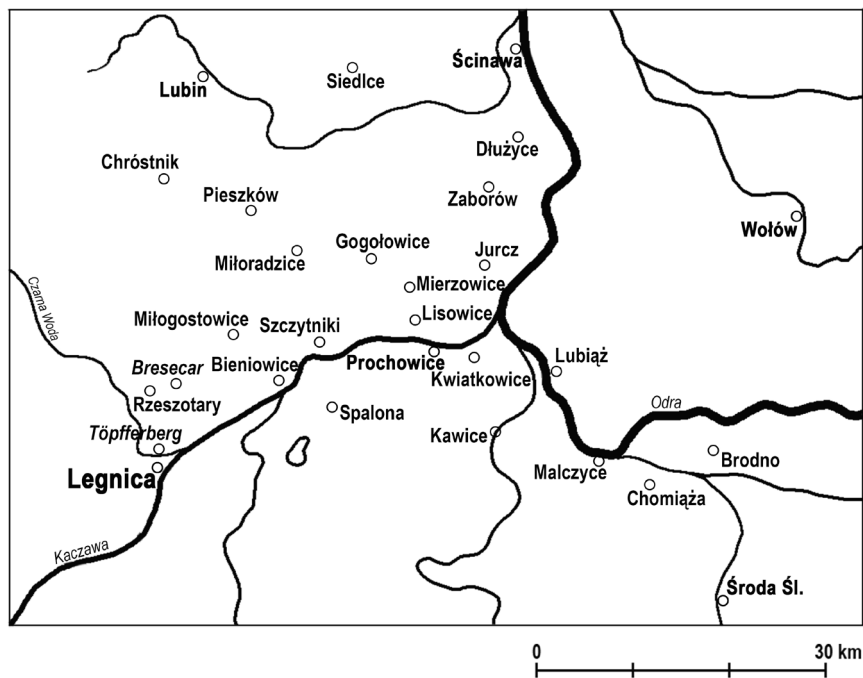 Ścinawa
Lubin
Siedlce
Dłużyce
Chróstnik
Pieszków
Zaborów
Wołów
Gogołowice
Jurcz
Miłoradzice
Mierzowice
Czarna Woda
Lisowice
Miłogostowice
Szczytniki
Prochowice
Lubiąż
Bresecar
Bieniowice
Kwiatkowice
Rzeszotary
Odra
Spalona
Töpfferberg
Kawice
Brodno
Legnica
Malczyce
Chomiąża
Kaczawa
Środa Śl.
0
30 km